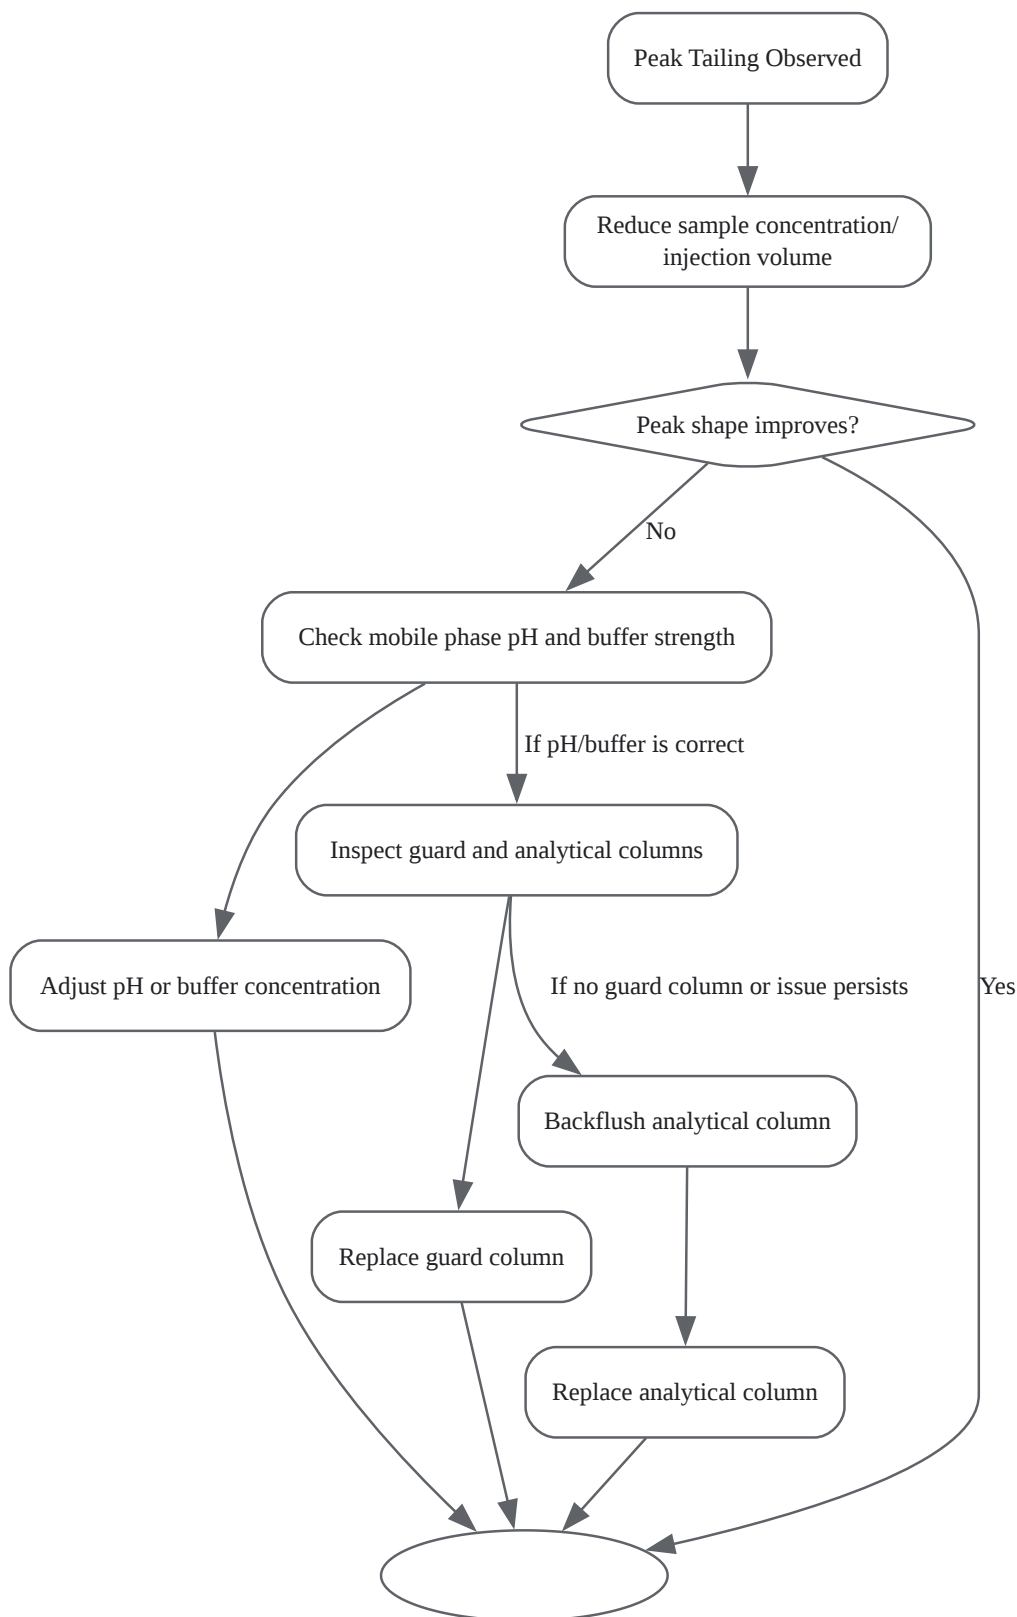 Peak Tailing Observed
Reduce sample concentration/
injection volume
Peak shape improves?
No
Check mobile phase pH and buffer strength
If pH/buffer is correct
Inspect guard and analytical columns
Adjust pH or buffer concentration
If no guard column or issue persists
Yes
Backflush analytical column
Replace guard column
Replace analytical column